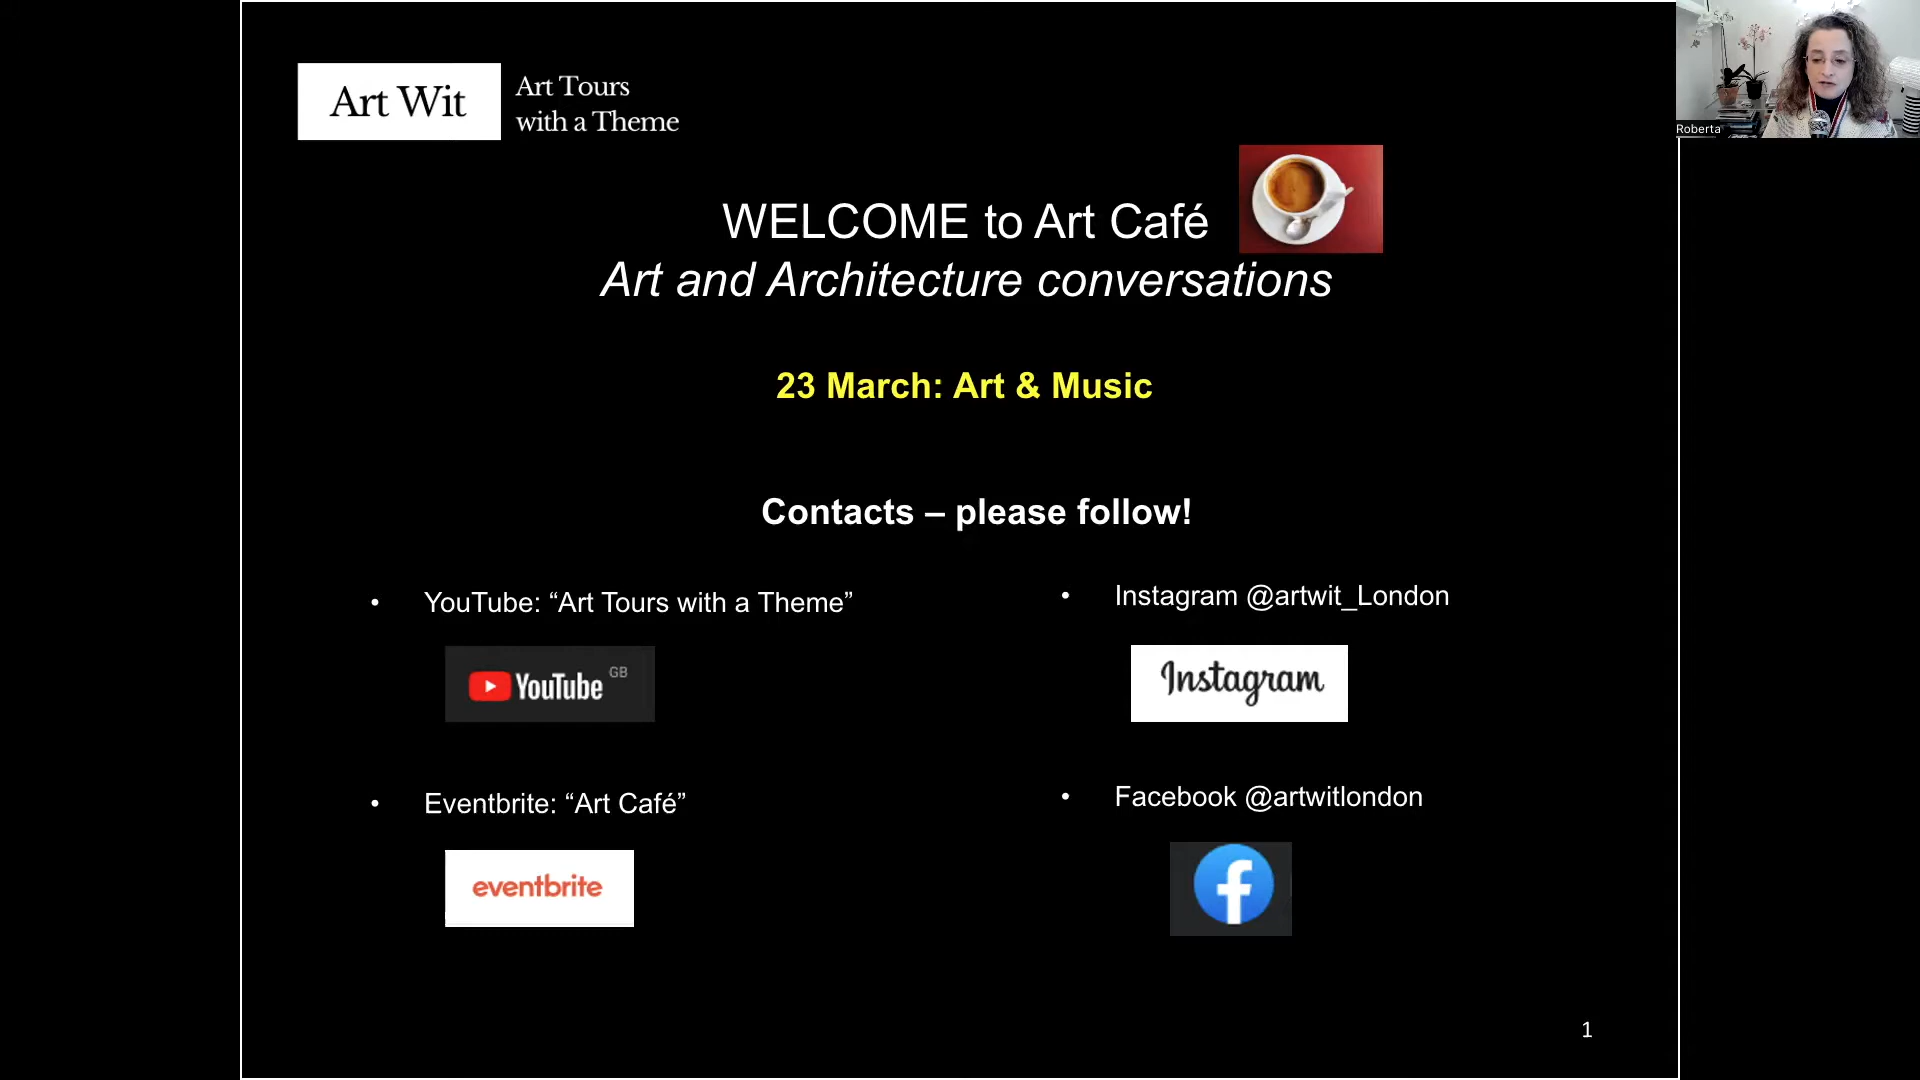 Art Wit
Art Tours
with a Theme
Roberta
WELCOME to Art Café
Art and Architecture conversations
23 March: Art & Music
Contacts – please follow!
• YouTube: “Art Tours with a Theme”
YouTube GB
• Instagram @artwit_London
Instagram
• Eventbrite: “Art Café”
eventbrite
• Facebook @artwitlondon
f
1